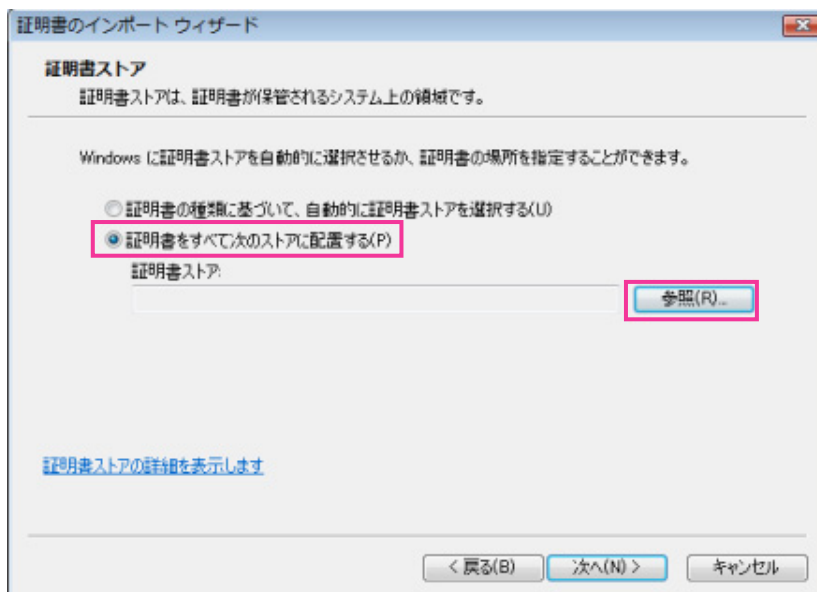 証明書のインポート ウィザード
証明書ストア
証明書ストアは、証明書が保管されるシステム上の領域です。
Windows に証明書ストアを自動的に選択させるか、証明書の場所を指定することができます。
証明書の種類に基づいて、自動的に証明書ストアを選択する(U)
証明書をすべて次のストアに配置する(P)
証明書ストア:
参照(R)...
証明書ストアの詳細を表示します
< 戻る(B)
次へ(N) >
キャンセル